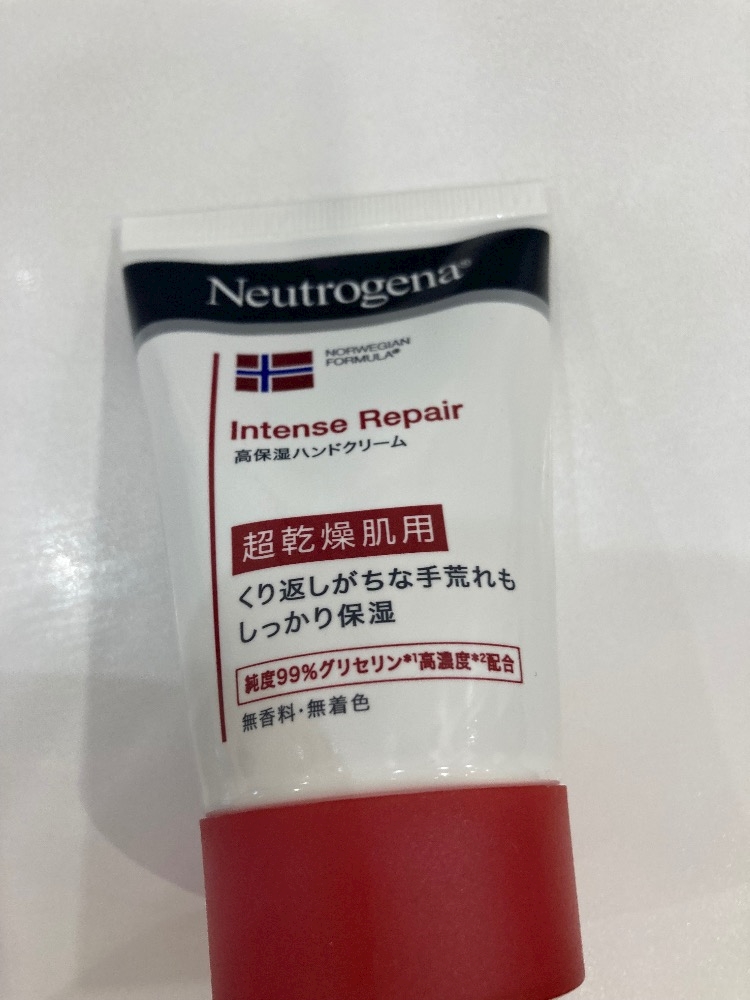 Neutrogena®
NORWEGIAN
FORMULA®
Intense Repair
高保湿ハンドクリーム
超乾燥肌用
くり返しがちな手荒れも
しっかり保湿
純度99%グリセリン*1高濃度*2配合
無香料・無着色